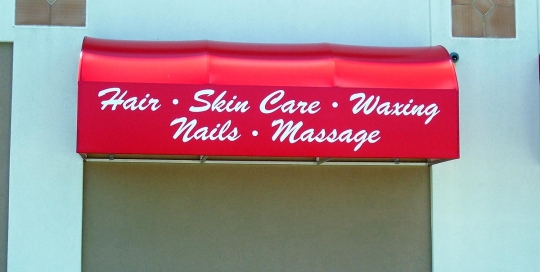 Hair · Skin Care · Waxing
Nails · Massage